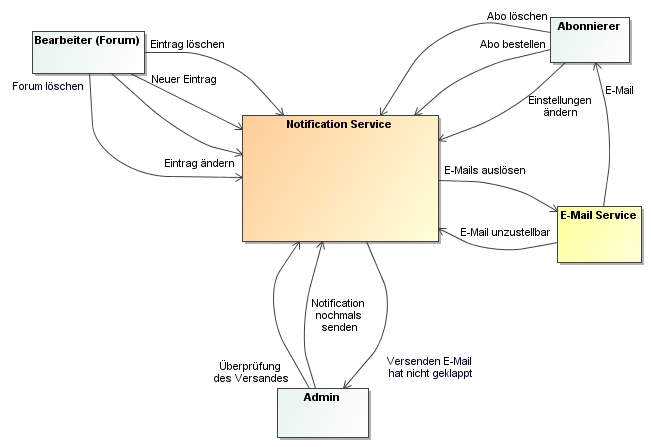 Abo löschen
Abonnierer
Bearbeiter (Forum)
Eintrag löschen
Abo bestellen
Neuer Eintrag
Forum löschen
E-Mail
Einstellungen
ändern
Notification Service
Eintrag ändern
E-Mails auslösen
E-Mail Service
E-Mail unzustellbar
Notification
nochmals
senden
Überprüfung
des Versandes
Versenden E-Mail
hat nicht geklappt
Admin